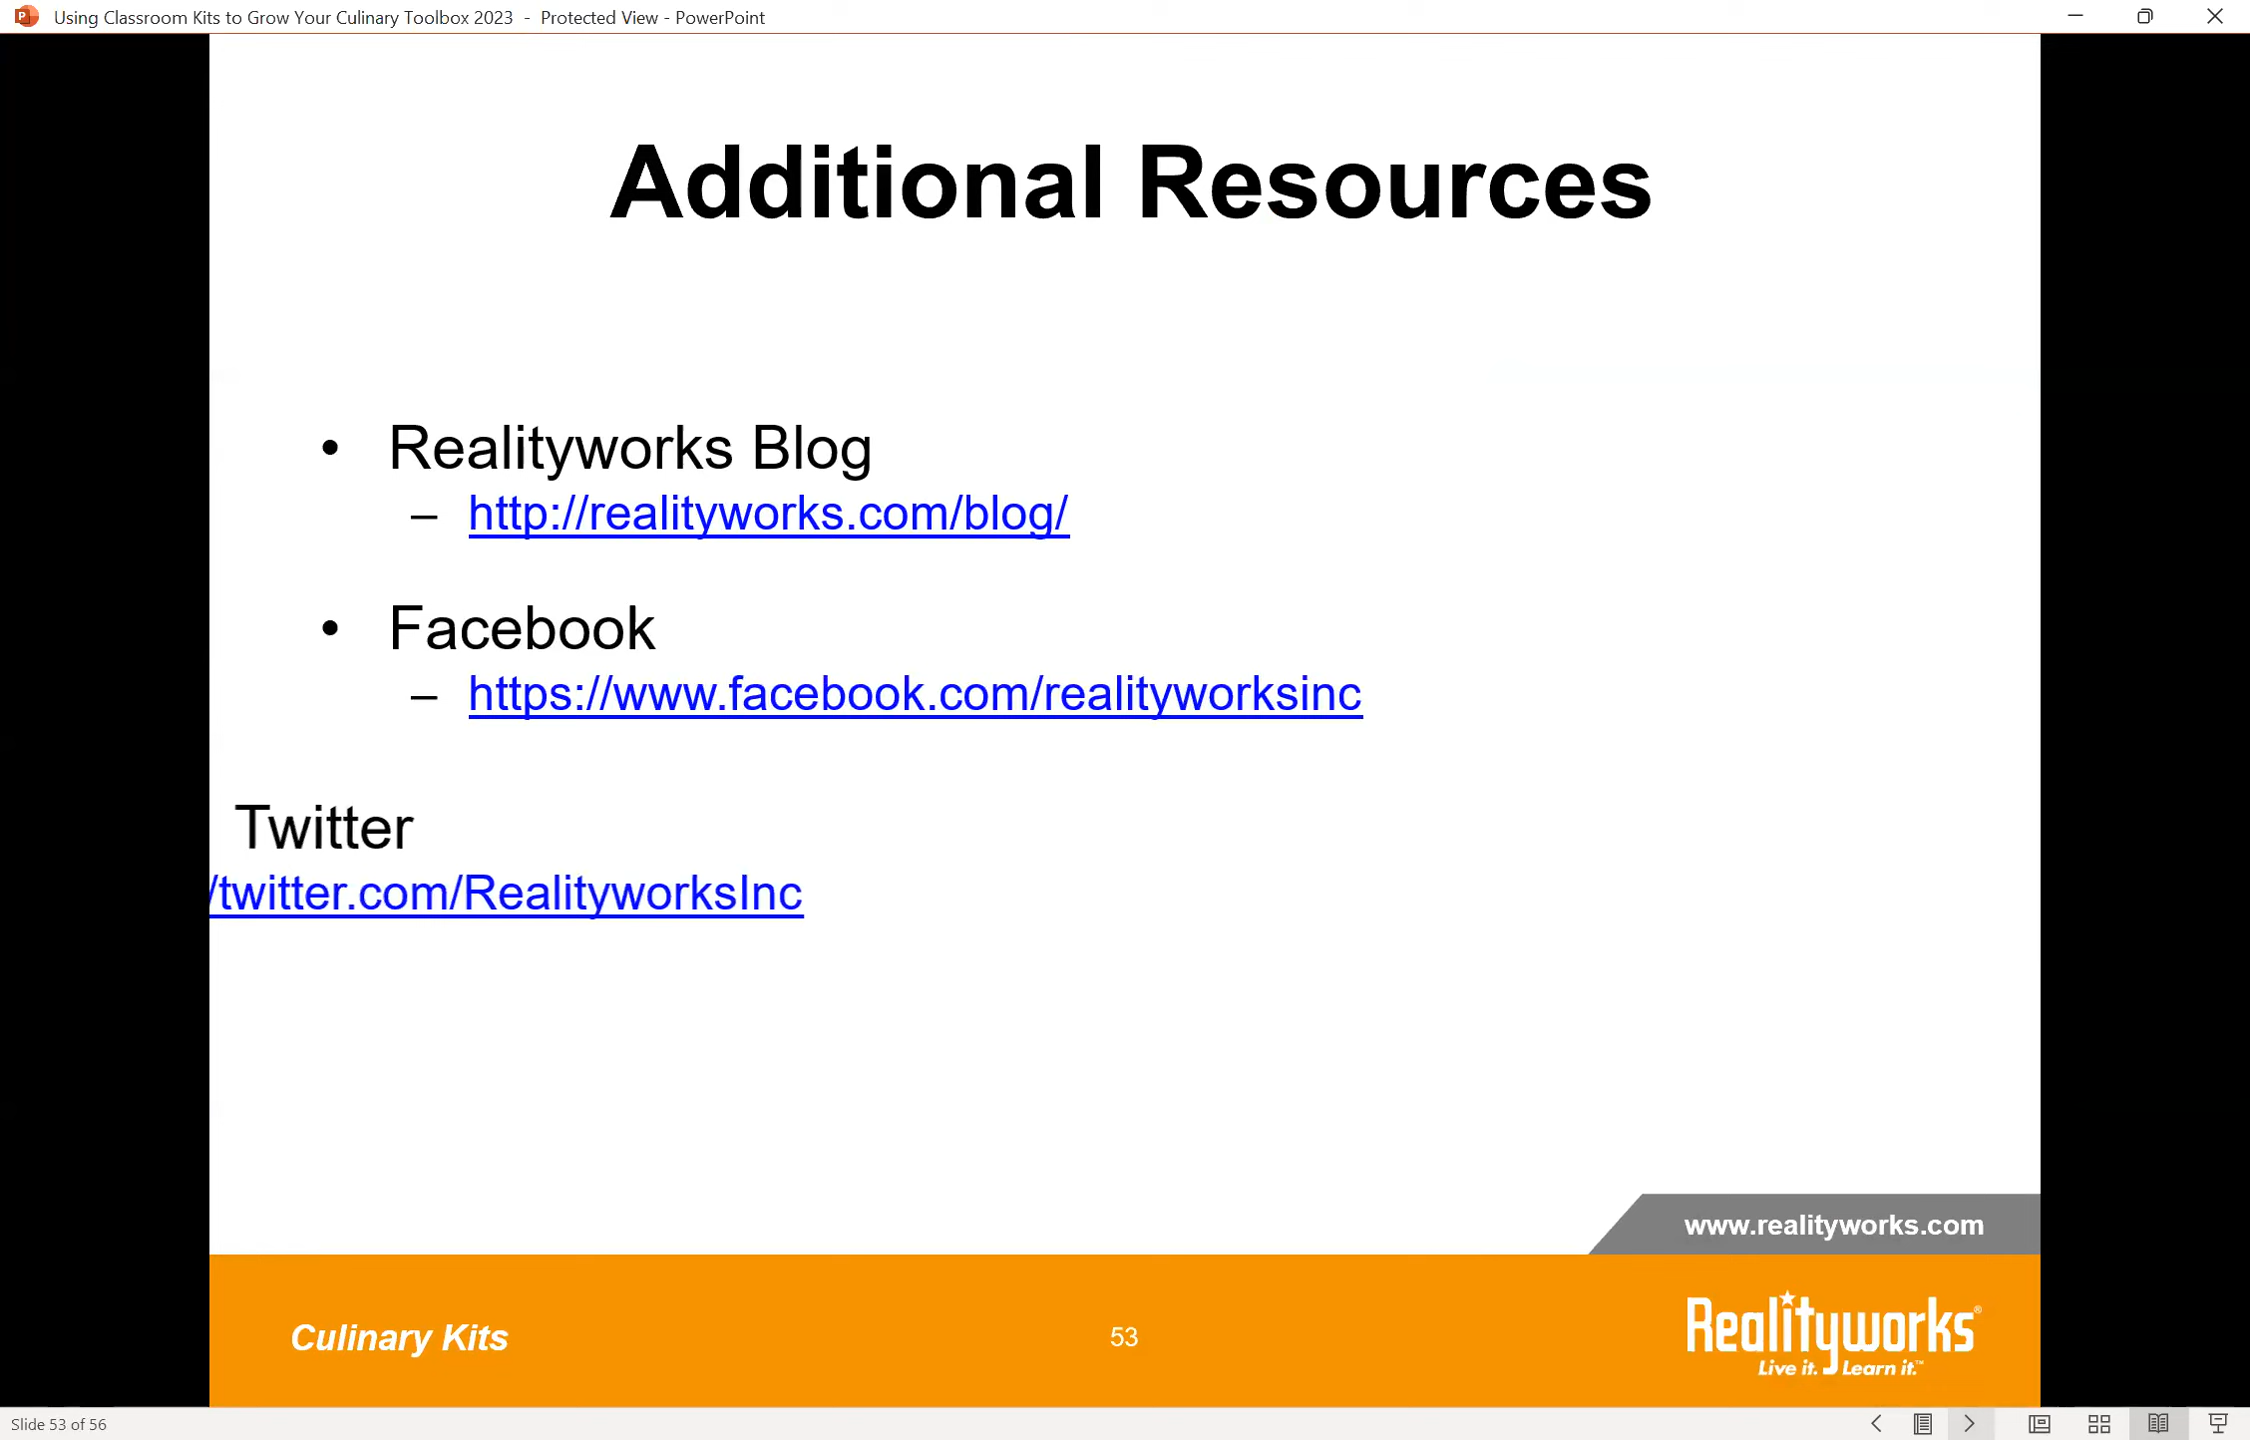 Using Classroom Kits to Grow Your Culinary Toolbox 2023 - Protected View - PowerPoint
Additional Resources
• Realityworks Blog
– http://realityworks.com/blog/
• Facebook
– https://www.facebook.com/realityworksinc
Twitter
/twitter.com/RealityworksInc
www.realityworks.com
Culinary Kits
53
Realityworks®
Live it. Learn it.™
Slide 53 of 56